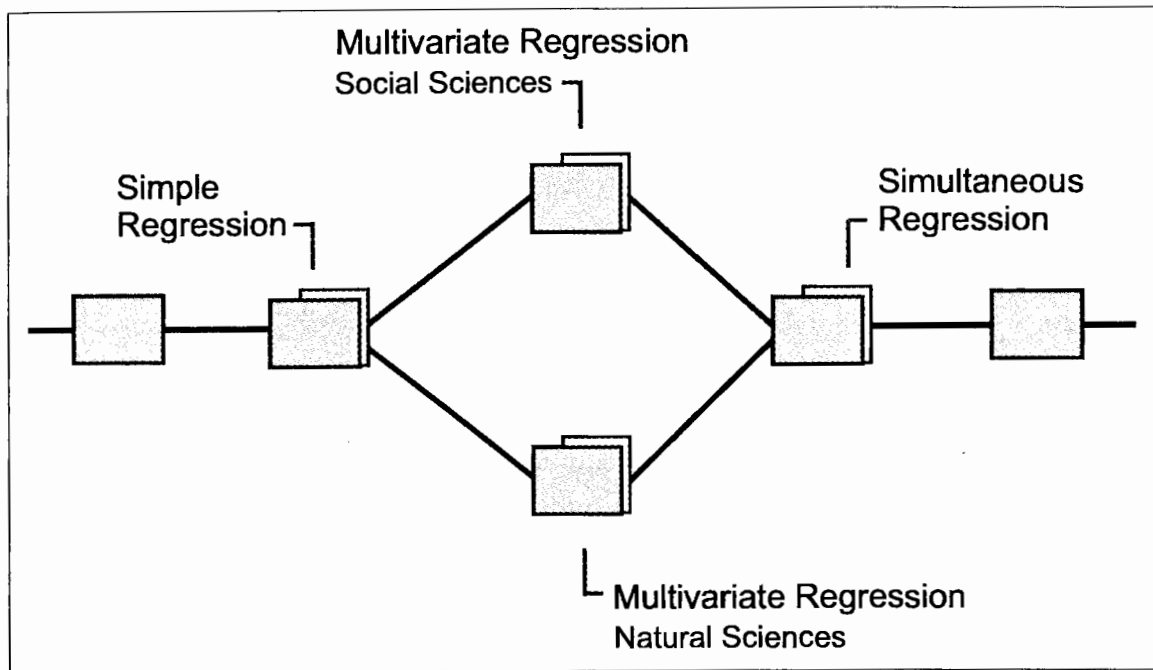 Multivariate Regression
Social Sciences
Simple
Regression
Simultaneous
Regression
Multivariate Regression
Natural Sciences